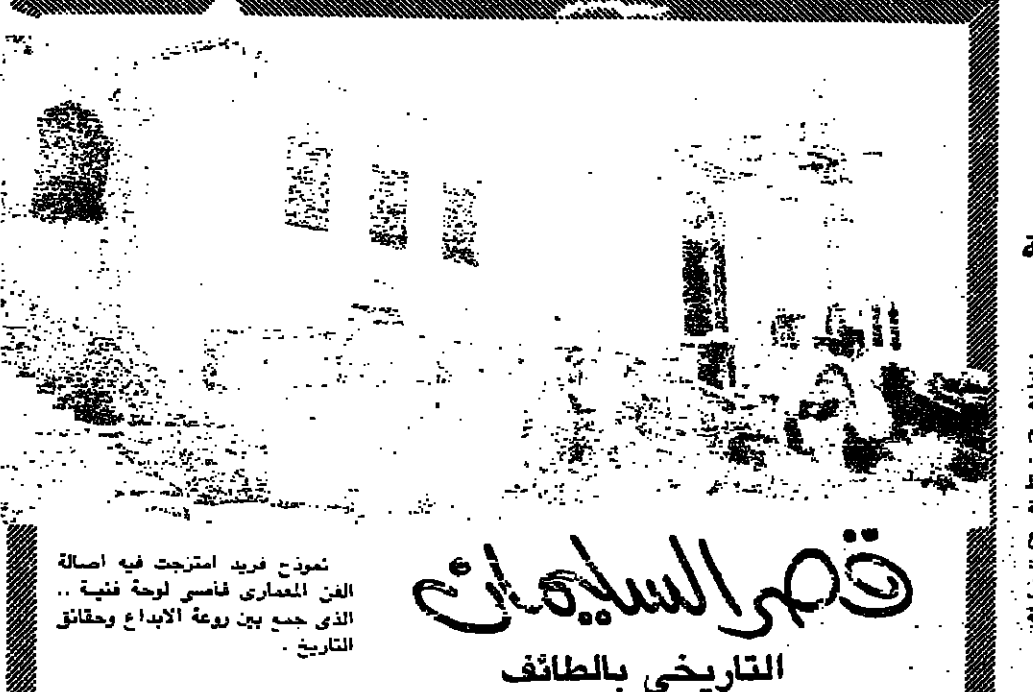 قصر السليمان
التاريخي بالطائف
نموذج فريد امتزجت فيه اصالة
الفن المعماري فامسى لوحة فنية ..
الذى جمع بين روعة الابداع وحقائق
التاريخ .